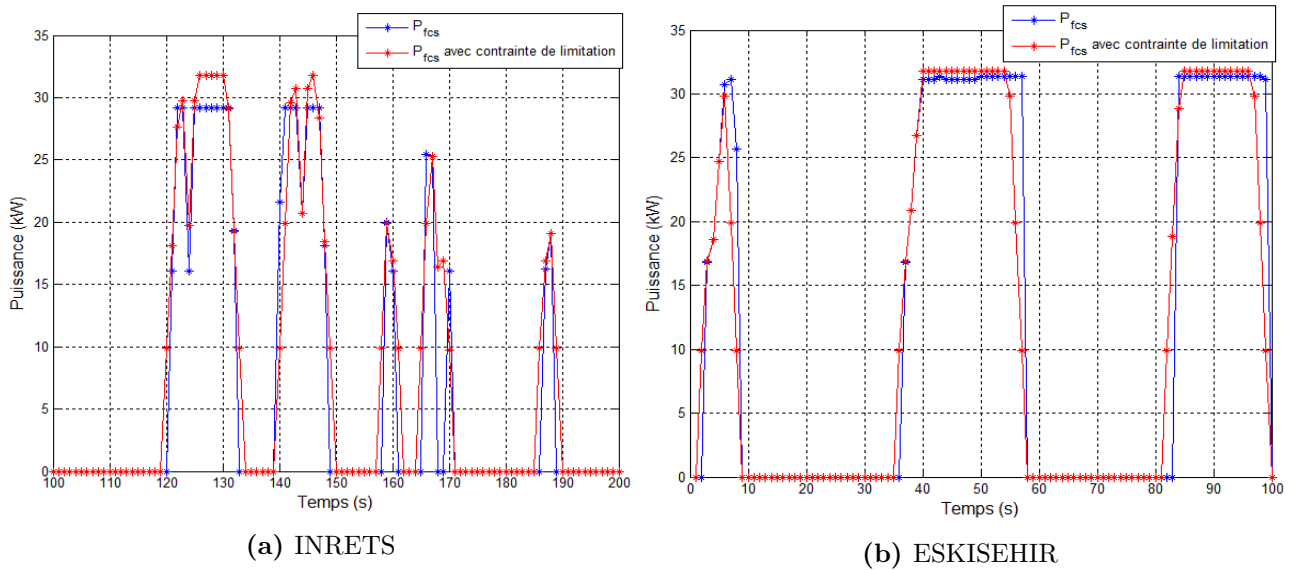 P_fcs
P_fcs avec contrainte de limitation
35
30
25
20
15
10
5
0
Puissance (kW)
100 110 120 130 140 150 160 170 180 190 200
Temps (s)
(a) INRETS
P_fcs
P_fcs avec contrainte de limitation
35
30
25
20
15
10
5
0
Puissance (kW)
0 10 20 30 40 50 60 70 80 90 100
Temps (s)
(b) ESKISEHIR